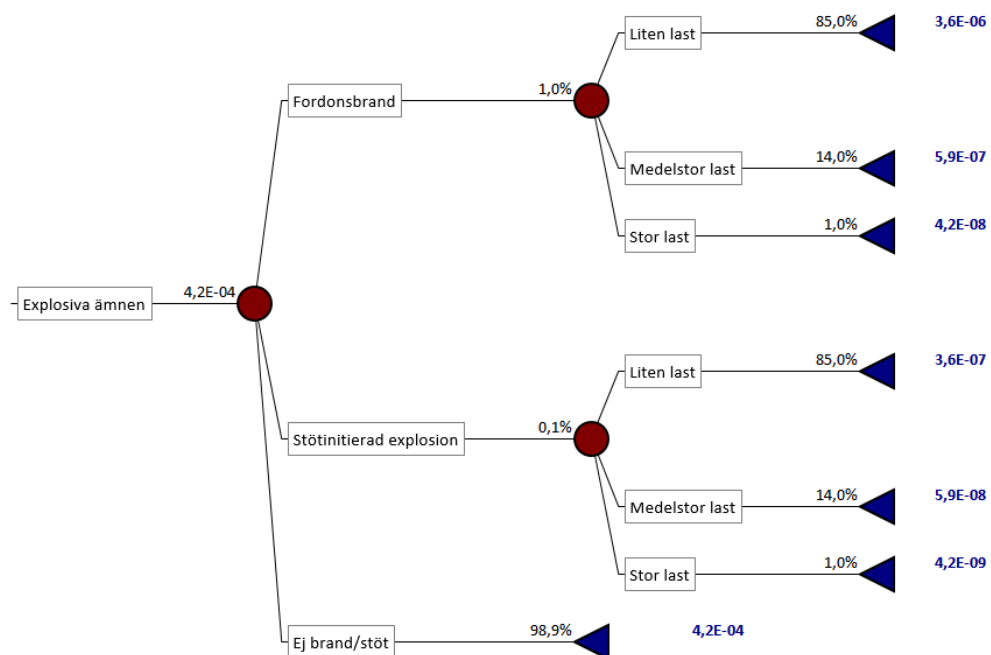 Liten last 85,0% 3,6E-06
Fordonsbrand 1,0%
Medelstor last 14,0% 5,9E-07
Stor last 1,0% 4,2E-08
Explosiva ämnen 4,2E-04
Liten last 85,0% 3,6E-07
Stötinitierad explosion 0,1%
Medelstor last 14,0% 5,9E-08
Stor last 1,0% 4,2E-09
Ej brand/stöt 98,9% 4,2E-04